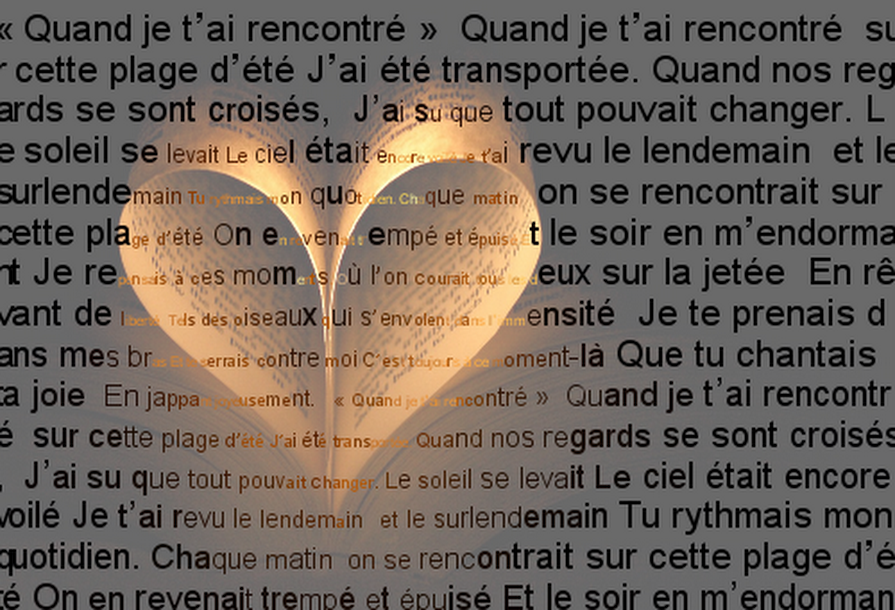 « Quand je t’ai rencontré »  Quand je t’ai rencontré  su
r cette plage d’été J’ai été transportée. Quand nos reg
ards se sont croisés,  J’ai su que tout pouvait changer. L
e soleil se levait Le ciel était encore voilé Je t’ai revu le lendemain  et le
surlendemain Tu rythmais mon quotidien. Chaque matin  on se rencontrait sur
cette plage d’été On en revenait trempé et épuisé Et le soir en m’endorma
nt Je repensais à ces moments où l’on courait tous les deux sur la jetée  En rê
vant de liberté  Tels des oiseaux qui s’envolent dans l’immensité  Je te prenais d
ans mes bras Et te serrais contre moi C’est toujours à ce moment-là Que tu chantais
ta joie  En jappant joyeusement.  « Quand je t’ai rencontré »  Quand je t’ai rencontr
é  sur cette plage d’été J’ai été transportée. Quand nos regards se sont croisés
,  J’ai su que tout pouvait changer. Le soleil se levait Le ciel était encore
voilé Je t’ai revu le lendemain  et le surlendemain Tu rythmais mon
quotidien. Chaque matin  on se rencontrait sur cette plage d’é
té On en revenait trempé et épuisé Et le soir en m’endorman